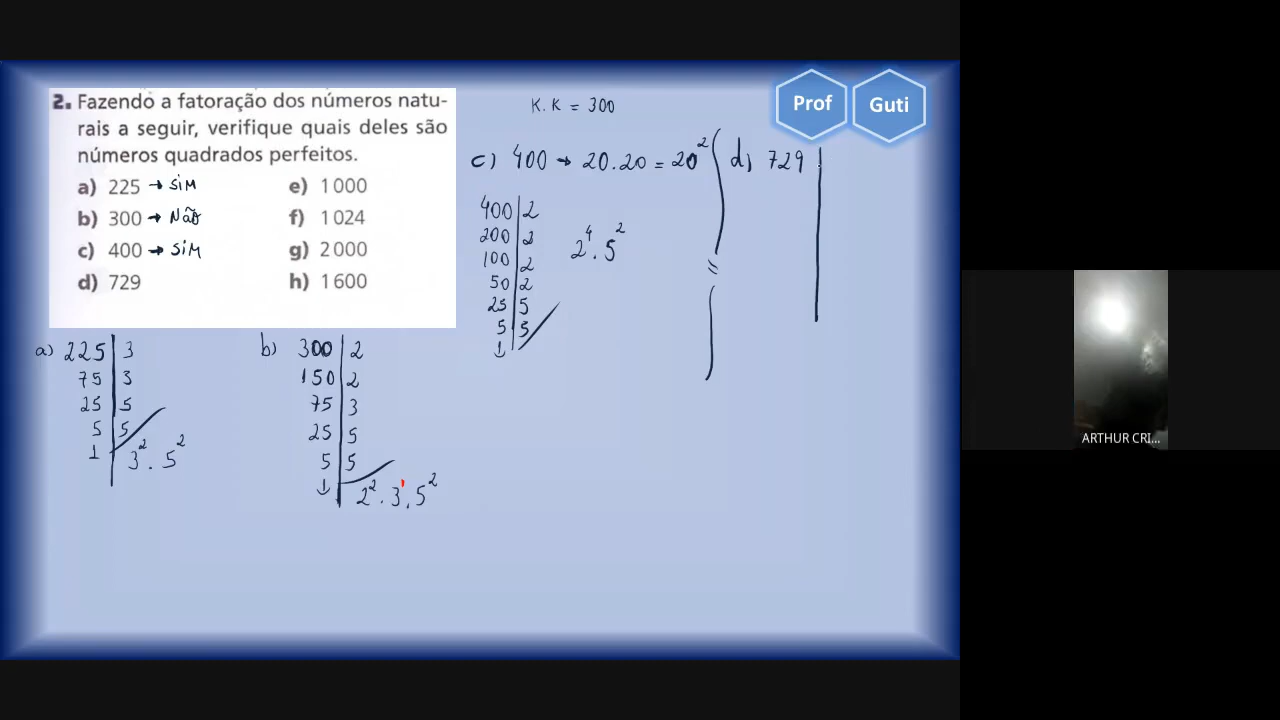 2. Fazendo a fatoração dos números natu-
rais a seguir, verifique quais deles são
números quadrados perfeitos.
a) 225 → SIM
b) 300 → NÃO
c) 400 → SIM
d) 729
e) 1 000
f) 1 024
g) 2 000
h) 1 600
K.K = 300
Prof Guti
c) 400 → 20.20 = 20²
400 | 2
200 | 2
100 | 2
50 | 2
25 | 5
5 | 5
1
2⁴ . 5²
d) 729
a) 225 | 3
75 | 3
25 | 5
5 | 5
1 | 3² . 5²
b) 300 | 2
150 | 2
75 | 3
25 | 5
5 | 5
1 | 2² . 3¹ . 5²
ARTHUR CRI...